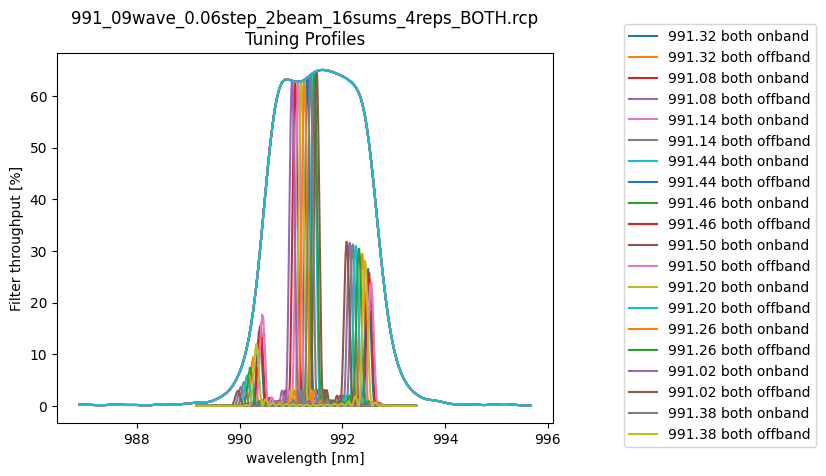 991_09wave_0.06step_2beam_16sums_4reps_BOTH.rcp
Tuning Profiles
Filter throughput [%]
60
50
40
30
20
10
0
988
990
992
994
996
wavelength [nm]
991.32 both onband
991.32 both offband
991.08 both onband
991.08 both offband
991.14 both onband
991.14 both offband
991.44 both onband
991.44 both offband
991.46 both onband
991.46 both offband
991.50 both onband
991.50 both offband
991.20 both onband
991.20 both offband
991.26 both onband
991.26 both offband
991.02 both onband
991.02 both offband
991.38 both onband
991.38 both offband